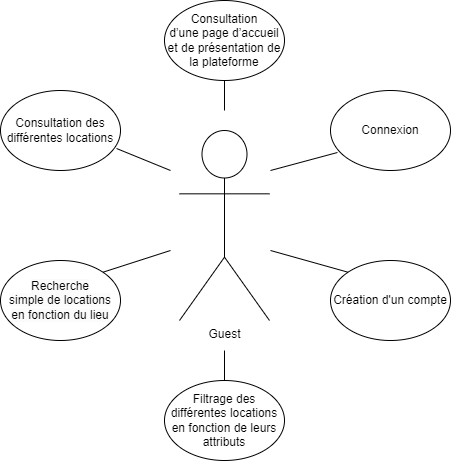 Consultation
d'une page d'accueil
et de présentation de
la plateforme
Consultation des
différentes locations
Connexion
Recherche
simple de locations
en fonction du lieu
Création d'un compte
Guest
Filtrage des
différentes locations
en fonction de leurs
attributs